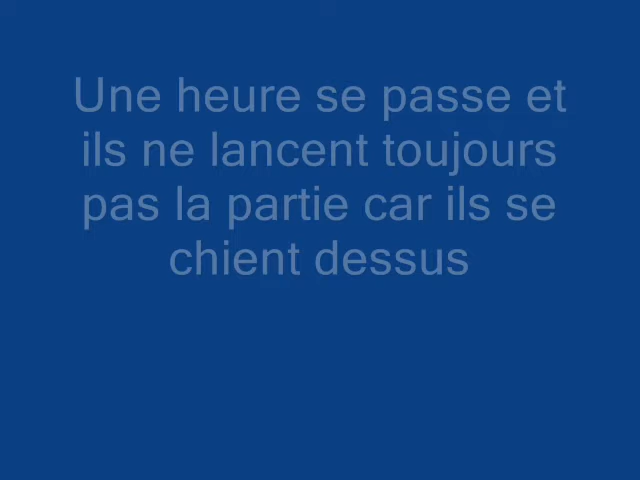 Une heure se passe et
ils ne lancent toujours
pas la partie car ils se
chient dessus